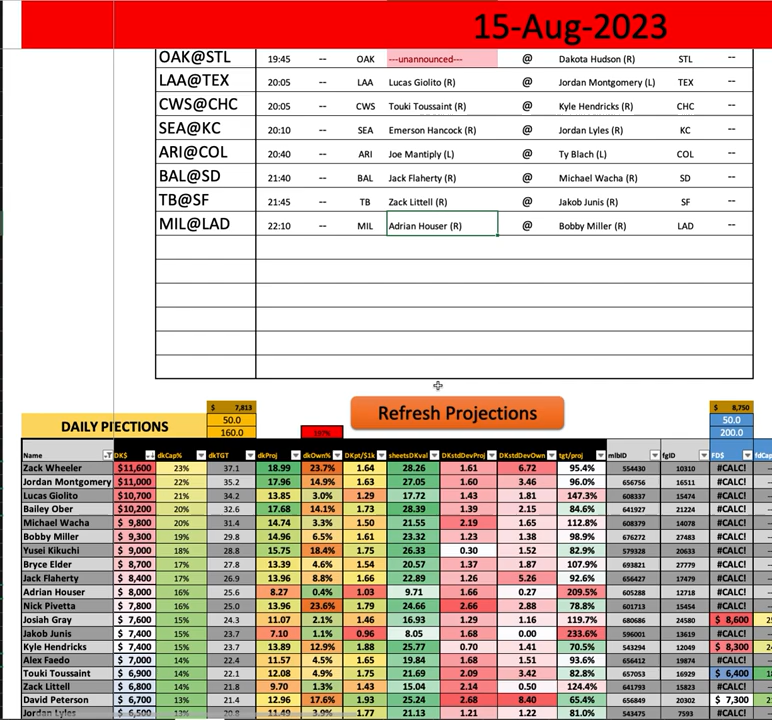 15-Aug-2023
OAK@STL 19:45 -- OAK ---unannounced--- @ Dakota Hudson (R) STL --
LAA@TEX 20:05 -- LAA Lucas Giolito (R) @ Jordan Montgomery (L) TEX --
CWS@CHC 20:05 -- CWS Touki Toussaint (R) @ Kyle Hendricks (R) CHC --
SEA@KC 20:10 -- SEA Emerson Hancock (R) @ Jordan Lyles (R) KC --
ARI@COL 20:40 -- ARI Joe Mantiply (L) @ Ty Blach (L) COL --
BAL@SD 21:40 -- BAL Jack Flaherty (R) @ Michael Wacha (R) SD --
TB@SF 21:45 -- TB Zack Littell (R) @ Jakob Junis (R) SF --
MIL@LAD 22:10 -- MIL Adrian Houser (R) @ Bobby Miller (R) LAD --
$ 7,813 Refresh Projections $ 8,750
DAILY PIECTIONS 50.0 50.0
160.0 200.0
Name DK$ dkCap% dkTGT dkProj dkOwn% DKpt/$1k sheetsDKval DKstdDevProj DKstdDevOwn tgt/proj mlbID fgID FD$ fdCap
Zack Wheeler $11,600 23% 37.1 18.99 23.7% 1.64 28.26 1.61 6.72 95.4% 554430 10310 #CALC!
Jordan Montgomery $11,000 22% 35.2 17.96 14.9% 1.63 27.05 1.60 3.46 96.0% 656756 16511 #CALC!
Lucas Giolito $10,700 21% 34.2 13.85 3.0% 1.29 17.72 1.43 1.81 147.3% 608337 15474 #CALC!
Bailey Ober $10,200 20% 32.6 17.68 14.1% 1.73 28.39 1.39 2.15 84.6% 641927 21224 #CALC!
Michael Wacha $ 9,800 20% 31.4 14.74 3.3% 1.50 21.55 2.19 1.65 112.8% 608379 14078 #CALC!
Bobby Miller $ 9,300 19% 29.8 14.96 6.5% 1.61 23.32 1.23 1.38 98.9% 676272 27483 #CALC!
Yusei Kikuchi $ 9,000 18% 28.8 15.75 18.4% 1.75 26.33 0.30 1.52 82.9% 579328 20633 #CALC!
Bryce Elder $ 8,700 17% 27.8 13.39 4.6% 1.54 20.57 1.37 1.87 107.9% 693821 27779 #CALC!
Jack Flaherty $ 8,400 17% 26.9 13.96 8.8% 1.66 22.89 1.26 5.26 92.6% 656427 17479 #CALC!
Adrian Houser $ 8,000 16% 25.6 8.27 0.4% 1.03 9.71 1.66 0.27 209.5% 605288 12718 #CALC!
Nick Pivetta $ 7,800 16% 25.0 13.96 23.6% 1.79 24.66 2.66 2.88 78.8% 601713 15454 #CALC!
Josiah Gray $ 7,600 15% 24.3 11.07 2.1% 1.46 16.93 1.29 1.16 119.7% 680686 24580 $ 8,600
Jakob Junis $ 7,400 15% 23.7 7.10 1.1% 0.96 8.05 1.68 0.00 233.6% 596001 13619 #CALC!
Kyle Hendricks $ 7,400 15% 23.7 13.89 12.9% 1.88 25.77 0.70 1.41 70.5% 543294 12049 $ 8,300
Alex Faedo $ 7,000 14% 22.4 11.57 4.5% 1.65 19.84 1.68 1.51 93.6% 656412 19874 #CALC!
Touki Toussaint $ 6,900 14% 22.1 12.08 4.9% 1.75 21.69 2.09 3.42 82.8% 657053 16929 $ 6,400
Zack Littell $ 6,800 14% 21.8 9.70 1.3% 1.43 15.04 2.14 0.50 124.4% 641793 15823 #CALC!
David Peterson $ 6,700 13% 21.4 12.96 17.6% 1.93 25.24 2.68 8.40 65.4% 656849 20302 $ 7,300
Jordan Lyles $ 6,500 13% 20.8 11.49 3.9% 1.77 21.13 1.21 1.22 81.0% 543475 7593 #CALC!